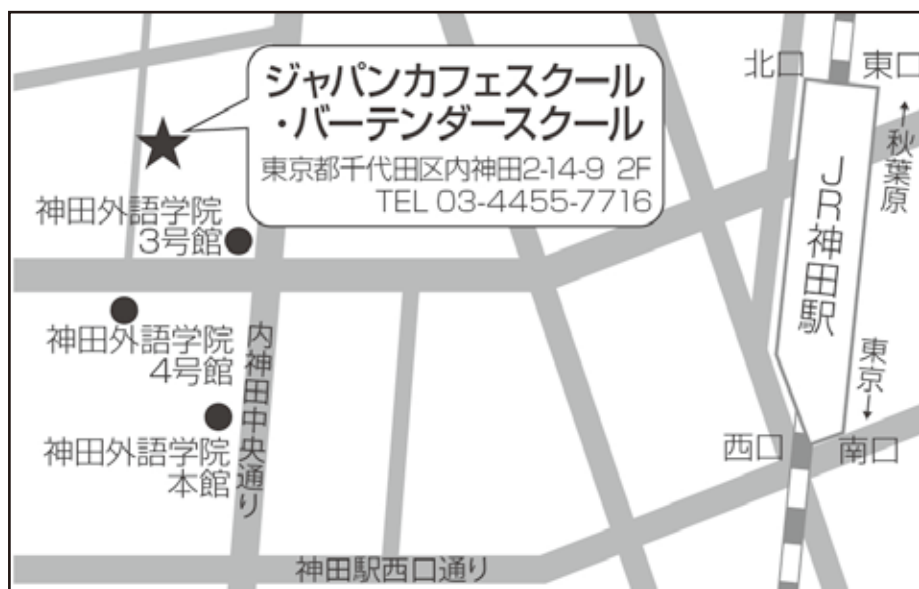 ジャパンカフェスクール
・バーテンダースクール
東京都千代田区内神田2-14-9 2F
TEL 03-4455-7716
北口
東口
←秋葉原
JR神田駅
東京→
西口
南口
神田外語学院
3号館
神田外語学院
4号館
神田外語学院
本館
内神田中央通り
神田駅西口通り